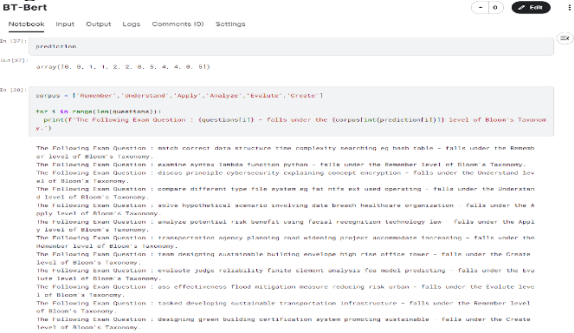 BT-Bert
0
Edit
Notebook Input Output Logs Comments (0) Settings
In [37]:
prediction
Out[37]:
array([0, 0, 1, 1, 2, 2, 0, 5, 4, 4, 0, 5])
In [38]:
corpus = ['Remember','Understand','Apply','Analyze','Evalute','Create']
for i in range(len(questions)):
print(f'The Following Exam Question : {questions[i]} - falls under the {corpus[int(prediction[i])]} level of Bloom's Taxonom
y.')
The Following Exam Question : match correct data structure time complexity searching eg hash table - falls under the Rememb
er level of Bloom's Taxonomy.
The Following Exam Question : examine syntax lambda function python - falls under the Remember level of Bloom's Taxonomy.
The Following Exam Question : discus principle cybersecurity explaining concept encryption - falls under the Understand lev
el of Bloom's Taxonomy.
The Following Exam Question : compare different type file system eg fat ntfs ext used operating - falls under the Understan
d level of Bloom's Taxonomy.
The Following Exam Question : solve hypothetical scenario involving data breach healthcare organization - falls under the A
pply level of Bloom's Taxonomy.
The Following Exam Question : analyze potential risk benefit using facial recognition technology law - falls under the Appl
y level of Bloom's Taxonomy.
The Following Exam Question : transportation agency planning road widening project accommodate increasing - falls under the
Remember level of Bloom's Taxonomy.
The Following Exam Question : team designing sustainable building envelope high rise office tower - falls under the Create
level of Bloom's Taxonomy.
The Following Exam Question : evaluate judge reliability finite element analysis fea model predicting - falls under the Eva
lute level of Bloom's Taxonomy.
The Following Exam Question : ass effectiveness flood mitigation measure reducing risk urban - falls under the Evalute leve
l of Bloom's Taxonomy.
The Following Exam Question : tasked developing sustainable transportation infrastructure - falls under the Remember level
of Bloom's Taxonomy.
The Following Exam Question : designing green building certification system promoting sustainable - falls under the Create
level of Bloom's Taxonomy.